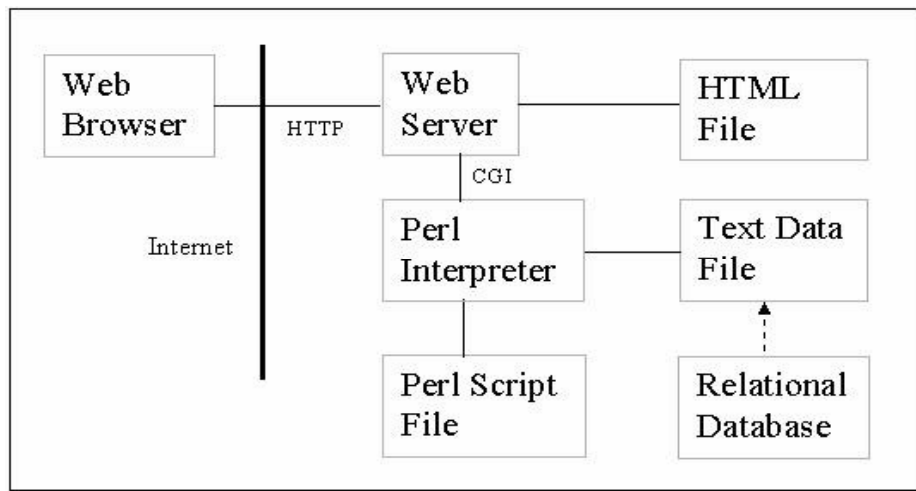 Web
Browser
HTTP
Web
Server
HTML
File
CGI
Internet
Perl
Interpreter
Text Data
File
Perl Script
File
Relational
Database